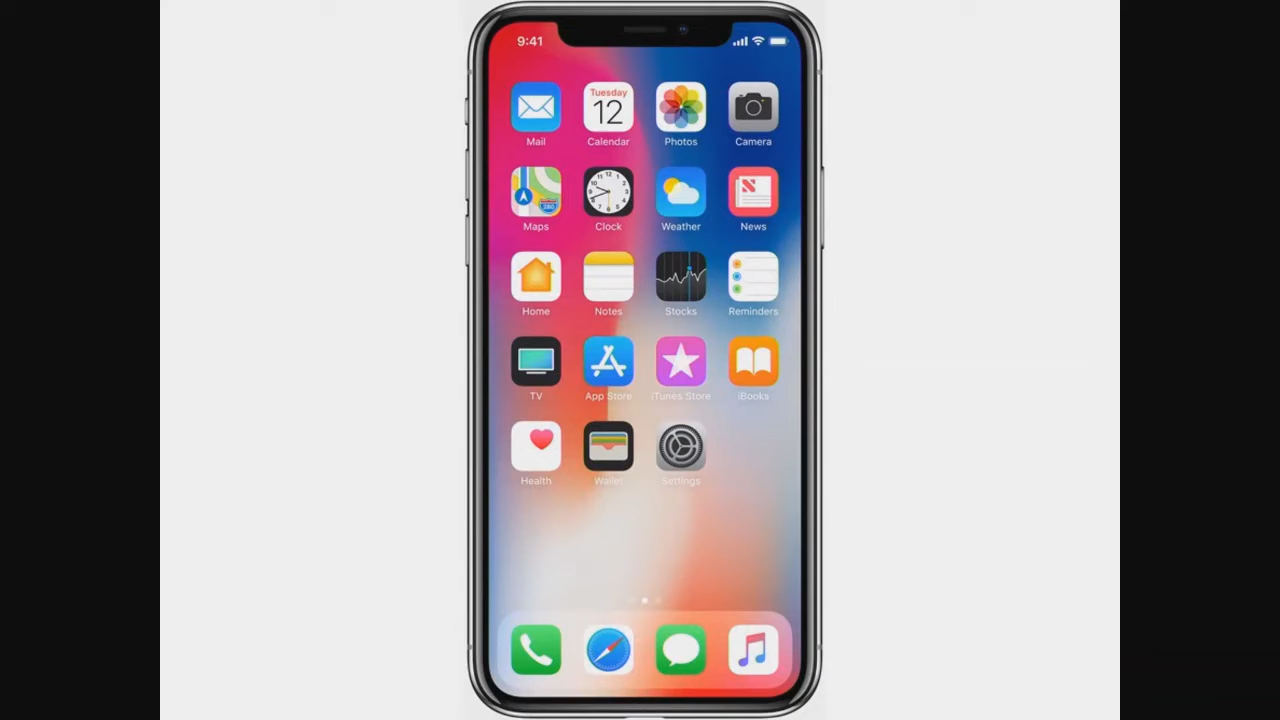 9:41
Tuesday
12
Mail
Calendar
Photos
Camera
Maps
Clock
Weather
News
Home
Notes
Stocks
Reminders
TV
App Store
iTunes Store
iBooks
Health
Wallet
Settings